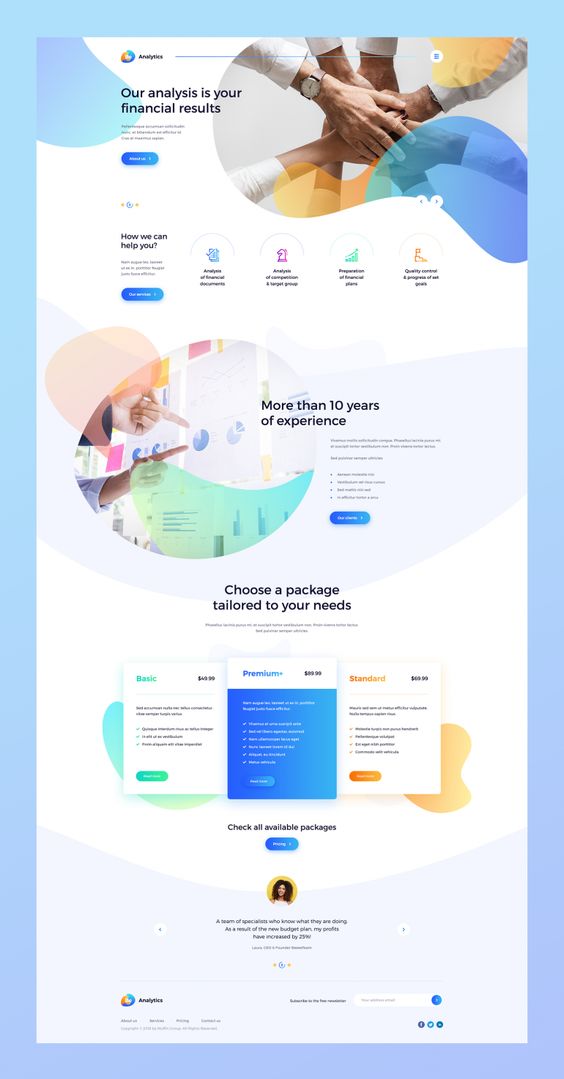 Analytics
Our analysis is your
financial results
Pellentesque accumsan sollicitudin
nunc, at bibendum est efficitur id
Cras at maximus sapien.
About us
How we can
help you?
Nam augue leo, laoreet
ut ex in, porttitor feugiat
justo fusce efficitur.
Our services
Analysis
of financial
documents
Analysis
of competition
& target group
Preparation
of financial
plans
Quality control
& progress of set
goals
More than 10 years
of experience
Vivamus mollis sollicitudin congue. Phasellus lacinia purus mi,
at suscipit tortor vestibulum non. Proin viverra tortor lectus.
Sed pulvinar semper ultricies
Aenean molestie nisi
Vestibulum vel risus cursus
Sed mattis nisi sed
In efficitur tortor a arcu
Our clients
Choose a package
tailored to your needs
Phasellus lacinia purus mi, at suscipit tortor vestibulum non. Proin viverra tortor lectus
Sed pulvinar semper ultricies.
Basic $49.99
Sed accumsan nulla nec tellus consectetur
vitae semper turpis varius
Quisque interdum risus ac tellus integer
In elit ut ex vestibulum
Proin aliquam elit vitae imperdiet
Read more
Premium+ $89.99
Nam augue leo, laoreet ut ex in, porttitor
feugiat justo fusce efficitur.
Vivamus at urna suscipit ante
Sed vel libero egestas, euismod
Nam ullamcorper lacus eget
Nunc laoreet lorem id dui
Aliquet, eu tincidunt
Metus vehicula
Read more
Standard $69.99
Mauris sed sem ut metus efficitur vulputate
Nulla tempus sapien risus
Molestie turpis non purus hendrerit
Pellentesque volutpat
Est eget nibh porttitor
Commodo velit vehicula
Read more
Check all available packages
Pricing
A team of specialists who know what they are doing.
As a result of the new budget plan, my profits
have increased by 25%!
Laura, CEO & Founder
Analytics
Subscribe to the free newsletter
Your address email
About us Services Pricing Contact us
Copyright © 2018 by Muffin Group. All Rights Reserved.